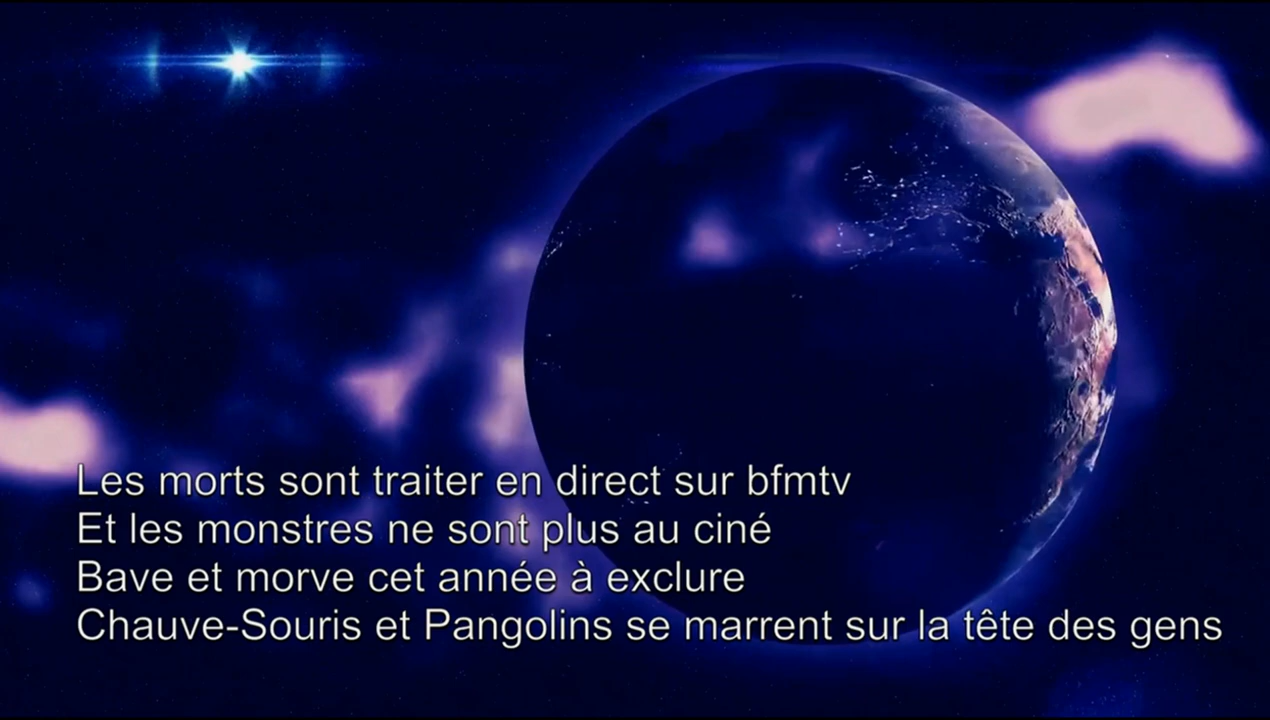 Les morts sont traiter en direct sur bfmtv
Et les monstres ne sont plus au ciné
Bave et morve cet année à exclure
Chauve-Souris et Pangolins se marrent sur la tête des gens